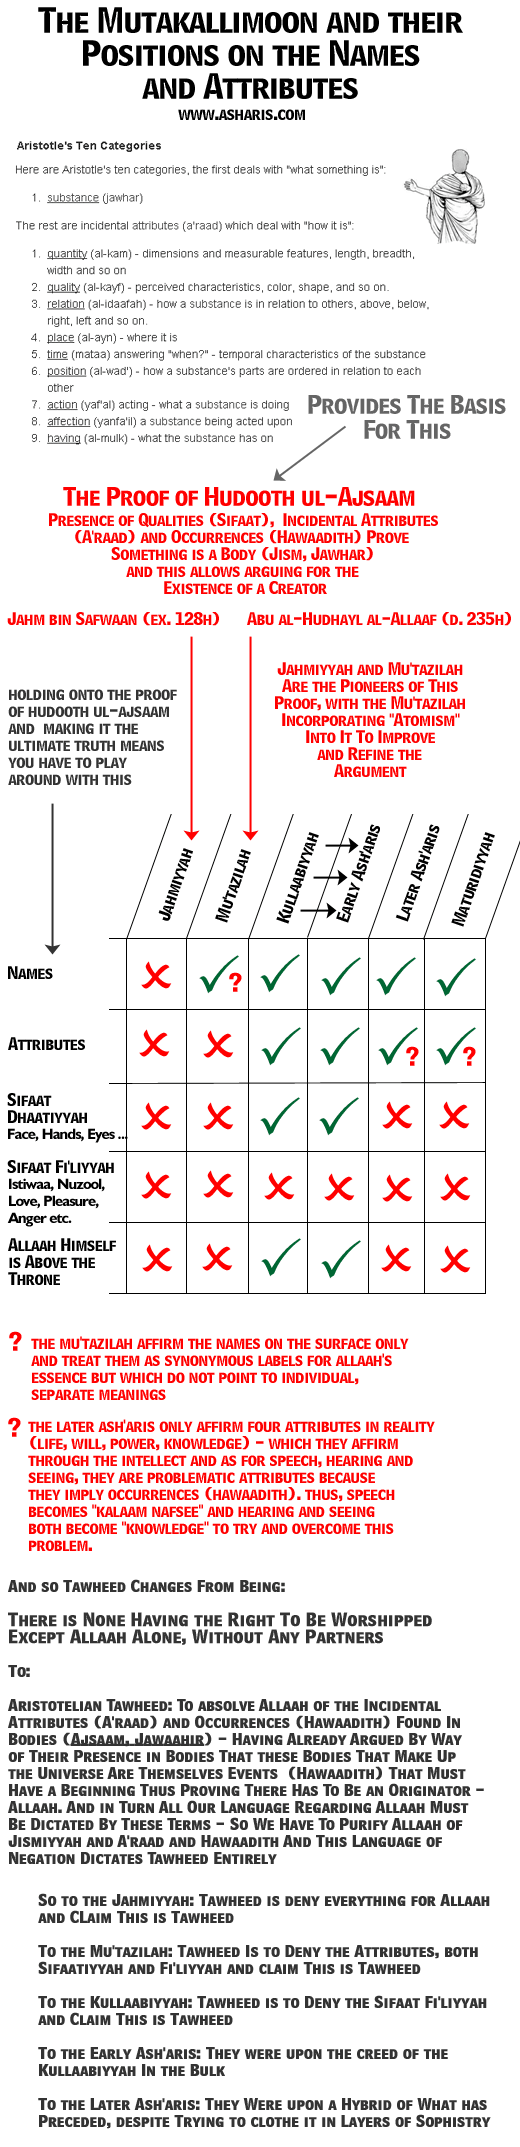 The Mutakallimoon and their
Positions on the Names
and Attributes
www.asharis.com
Aristotle's Ten Categories
Here are Aristotle's ten categories, the first deals with "what something is":
1. substance (jawhar)
The rest are incidental attributes (a'raad) which deal with "how it is":
1. quantity (al-kam) - dimensions and measurable features, length, breadth,
width and so on
2. quality (al-kayf) - perceived characteristics, color, shape, and so on.
3. relation (al-idaafah) - how a substance is in relation to others, above, below,
right, left and so on.
4. place (al-ayn) - where it is
5. time (mataa) answering "when?" - temporal characteristics of the substance
6. position (al-wad') - how a substance's parts are ordered in relation to each
other
7. action (yaf'al) acting - what a substance is doing
8. affection (yanfa'il) a substance being acted upon
9. having (al-mulk) - what the substance has on
Provides The Basis
For This
The Proof of Hudooth ul-Ajsaam
Presence of Qualities (Sifaat), Incidental Attributes
(A'raad) and Occurrences (Hawaadith) Prove
Something is a Body (Jism, Jawhar)
and this allows arguing for the
Existence of a Creator
Jahm bin Safwaan (ex. 128h)
Abu al-Hudhayl al-Allaaf (d. 235h)
Jahmiyyah and Mu'tazilah
Are the Pioneers of This
Proof, with the Mu'tazilah
Incorporating "Atomism"
Into It To Improve
and Refine the
Argument
holding onto the proof
of hudooth ul-ajsaam
and making it the
ultimate truth means
you have to play
around with this
Jahmiyyah
Mu'tazilah
Kullaabiyyah
Early Ash'aris
Later Ash'aris
Maturidiyyah
Names
?
Attributes
? ?
Sifaat
Dhaatiyyah
Face, Hands, Eyes ...
Sifaat Fi'liyyah
Istiwaa, Nuzool,
Love, Pleasure,
Anger etc.
Allaah Himself
is Above the
Throne
? the mu'tazilah affirm the names on the surface only
and treat them as synonymous labels for allaah's
essence but which do not point to individual,
separate meanings
? the later ash'aris only affirm four attributes in reality
(life, will, power, knowledge) - which they affirm
through the intellect and as for speech, hearing and
seeing, they are problematic attributes because
they imply occurrences (hawaadith). thus, speech
becomes "kalaam nafsee" and hearing and seeing
both become "knowledge" to try and overcome this
problem.
And so Tawheed Changes From Being:
There is None Having the Right To Be Worshipped
Except Allaah Alone, Without Any Partners
To:
Aristotelian Tawheed: To absolve Allaah of the Incidental
Attributes (A'raad) and Occurrences (Hawaadith) Found In
Bodies (Ajsaam, Jawaahir) - Having Already Argued By Way
of Their Presence in Bodies That these Bodies That Make Up
the Universe Are Themselves Events (Hawaadith) That Must
Have a Beginning Thus Proving There Has To Be an Originator -
Allaah. And in Turn All Our Language Regarding Allaah Must
Be Dictated By These Terms - So We Have To Purify Allaah of
Jismiyyah and A'raad and Hawaadith And This Language of
Negation Dictates Tawheed Entirely
So to the Jahmiyyah: Tawheed is deny everything for Allaah
and CLaim This is Tawheed
To the Mu'tazilah: Tawheed Is to Deny the Attributes, both
Sifaatiyyah and Fi'liyyah and claim This is Tawheed
To the Kullaabiyyah: Tawheed is to Deny the Sifaat Fi'liyyah
and Claim This is Tawheed
To the Early Ash'aris: They were upon the creed of the
Kullaabiyyah In the Bulk
To the Later Ash'aris: They Were upon a Hybrid of What has
Preceded, despite Trying to clothe it in Layers of Sophistry